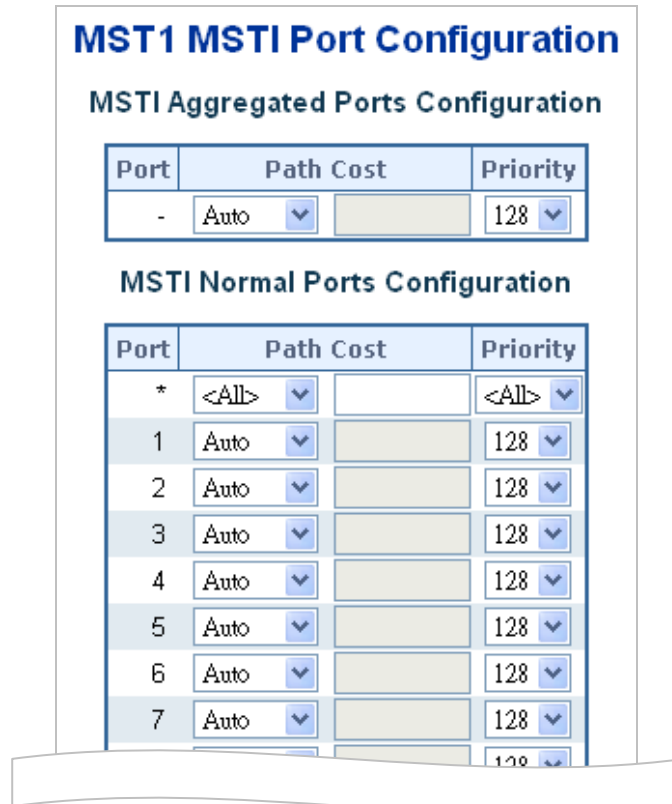 MST1 MSTI Port Configuration
MSTI Aggregated Ports Configuration
Port Path Cost Priority
- Auto 128
MSTI Normal Ports Configuration
Port Path Cost Priority
* <All> <All>
1 Auto 128
2 Auto 128
3 Auto 128
4 Auto 128
5 Auto 128
6 Auto 128
7 Auto 128
128